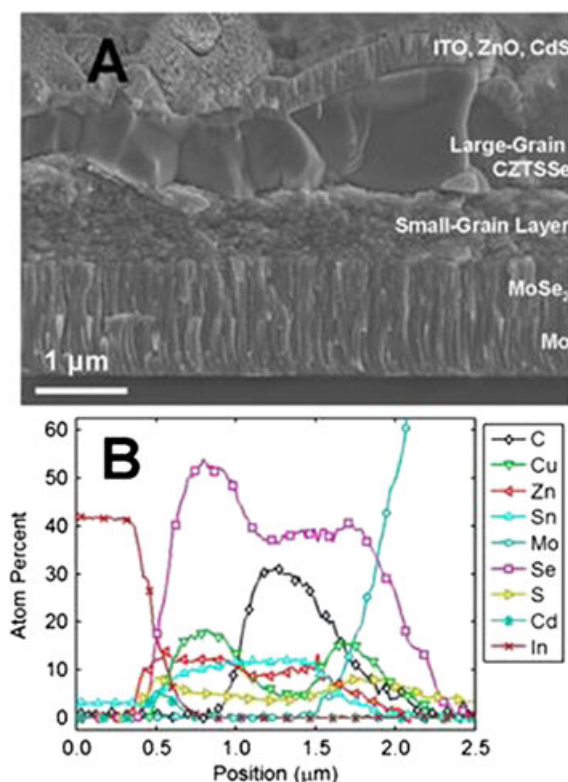 A
ITO, ZnO, CdS
Large-Grain
CZTSSe
Small-Grain Layer
MoSe2
Mo
1 µm
B
60
50
40
30
20
10
0
Atom Percent
0.0 0.5 1.0 1.5 2.0 2.5
Position (µm)
C
Cu
Zn
Sn
Mo
Se
S
Cd
In